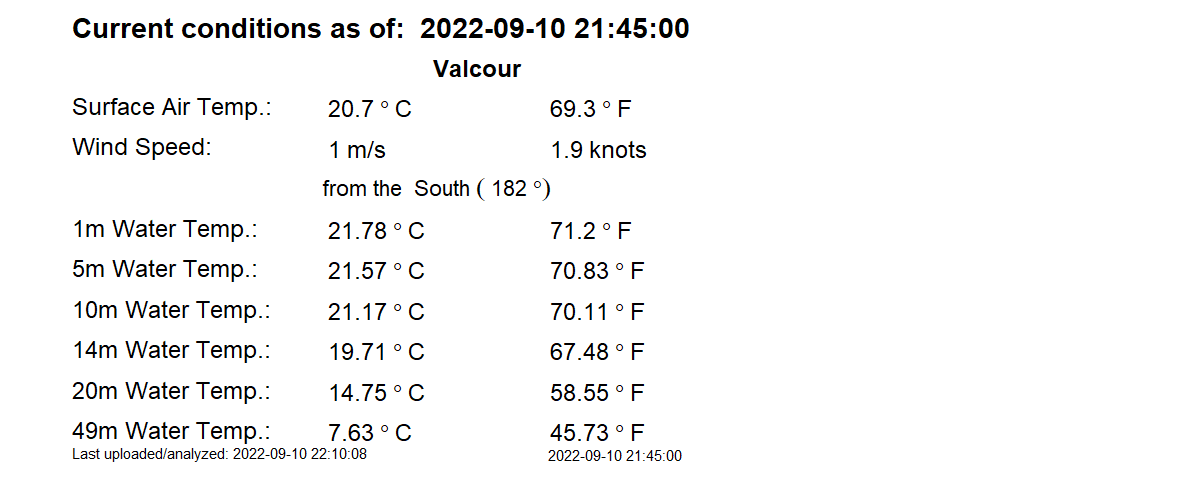 Current conditions as of:  2022-09-10 21:45:00
Valcour
Surface Air Temp.: 20.7 ° C 69.3 ° F
Wind Speed: 1 m/s 1.9 knots
from the  South ( 182 °)
1m Water Temp.: 21.78 ° C 71.2 ° F
5m Water Temp.: 21.57 ° C 70.83 ° F
10m Water Temp.: 21.17 ° C 70.11 ° F
14m Water Temp.: 19.71 ° C 67.48 ° F
20m Water Temp.: 14.75 ° C 58.55 ° F
49m Water Temp.: 7.63 ° C 45.73 ° F
Last uploaded/analyzed: 2022-09-10 22:10:08 2022-09-10 21:45:00